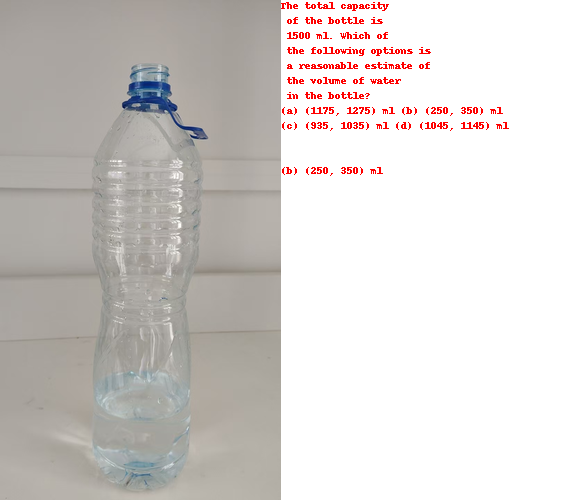 The total capacity
of the bottle is
1500 ml. Which of
the following options is
a reasonable estimate of
the volume of water
in the bottle?
(a) (1175, 1275) ml (b) (250, 350) ml
(c) (935, 1035) ml (d) (1045, 1145) ml
(b) (250, 350) ml